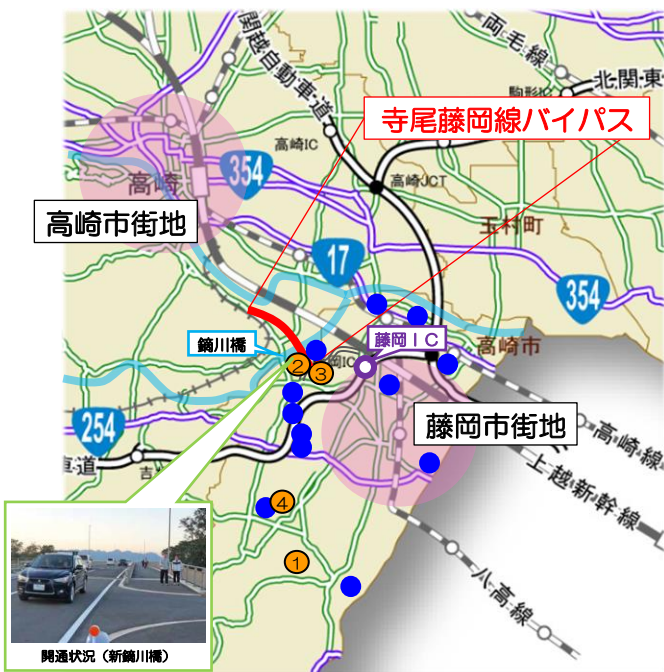 関越自動車道
両毛線
北関東
駒形IC
高崎IC
寺尾藤岡線バイパス
高崎JCT
高崎
354
高崎市街地
玉村町
17
354
鏑川橋
藤岡IC
岡IC
高崎市
②
③
254
藤岡市街地
高崎線
上越新幹線
車道
吉
④
①
八高線
開通状況（新鏑川橋）